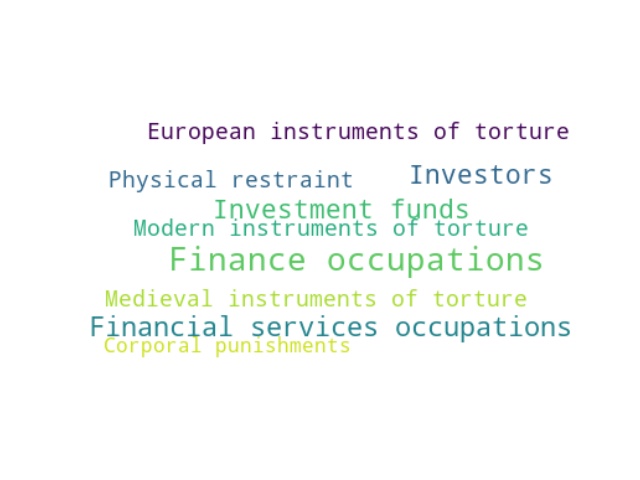 European instruments of torture
Physical restraint
Investors
Investment funds
Modern instruments of torture
Finance occupations
Medieval instruments of torture
Financial services occupations
Corporal punishments